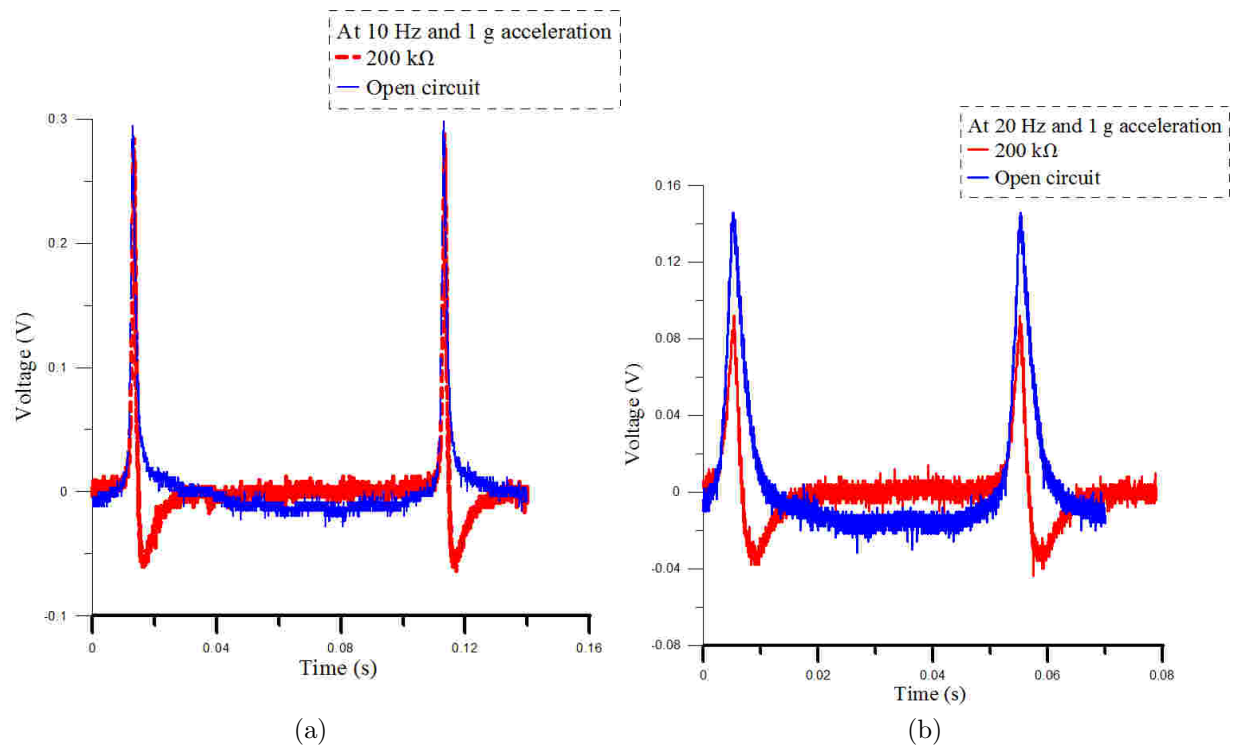 At 10 Hz and 1 g acceleration
200 kΩ
Open circuit
0.3
0.2
0.1
0
-0.1
Voltage (V)
0
0.04
0.08
0.12
0.16
Time (s)
(a)
At 20 Hz and 1 g acceleration
200 kΩ
Open circuit
0.16
0.12
0.08
0.04
0
-0.04
-0.08
Voltage (V)
0
0.02
0.04
0.06
0.08
Time (s)
(b)